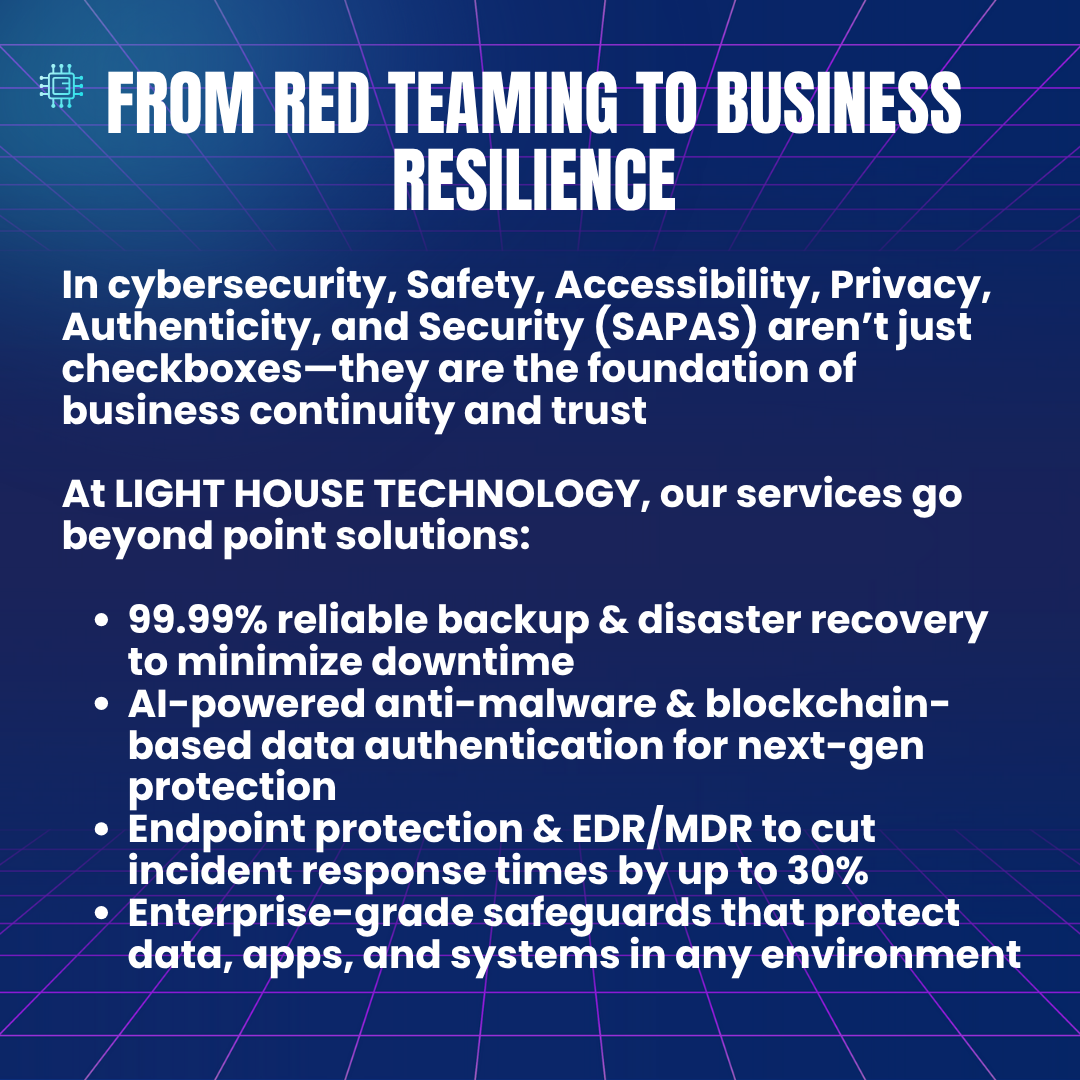 FROM RED TEAMING TO BUSINESS
RESILIENCE
In cybersecurity, Safety, Accessibility, Privacy,
Authenticity, and Security (SAPAS) aren’t just
checkboxes—they are the foundation of
business continuity and trust
At LIGHT HOUSE TECHNOLOGY, our services go
beyond point solutions:
• 99.99% reliable backup & disaster recovery
to minimize downtime
• AI-powered anti-malware & blockchain-
based data authentication for next-gen
protection
• Endpoint protection & EDR/MDR to cut
incident response times by up to 30%
• Enterprise-grade safeguards that protect
data, apps, and systems in any environment